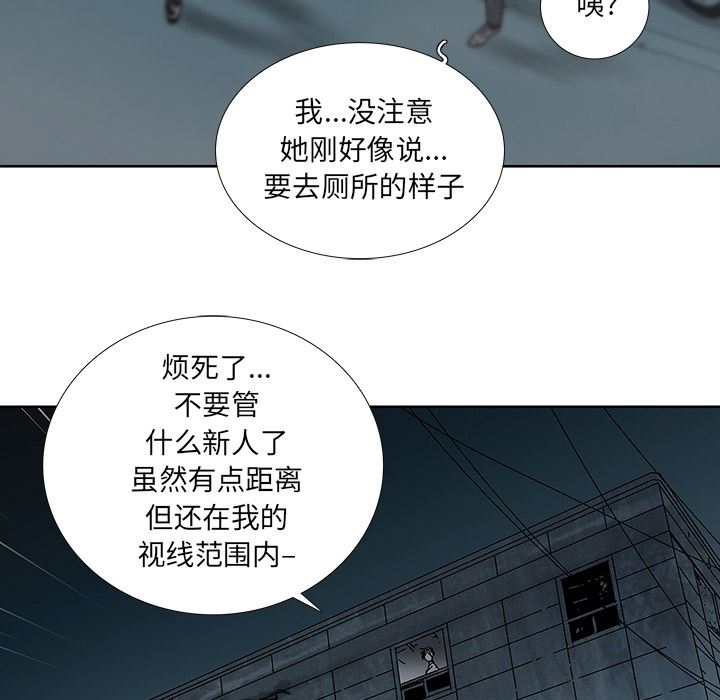 咦?
我...没注意
她刚好像说...
要去厕所的样子
烦死了...
不要管
什么新人了
虽然有点距离
但还在我的
视线范围内–